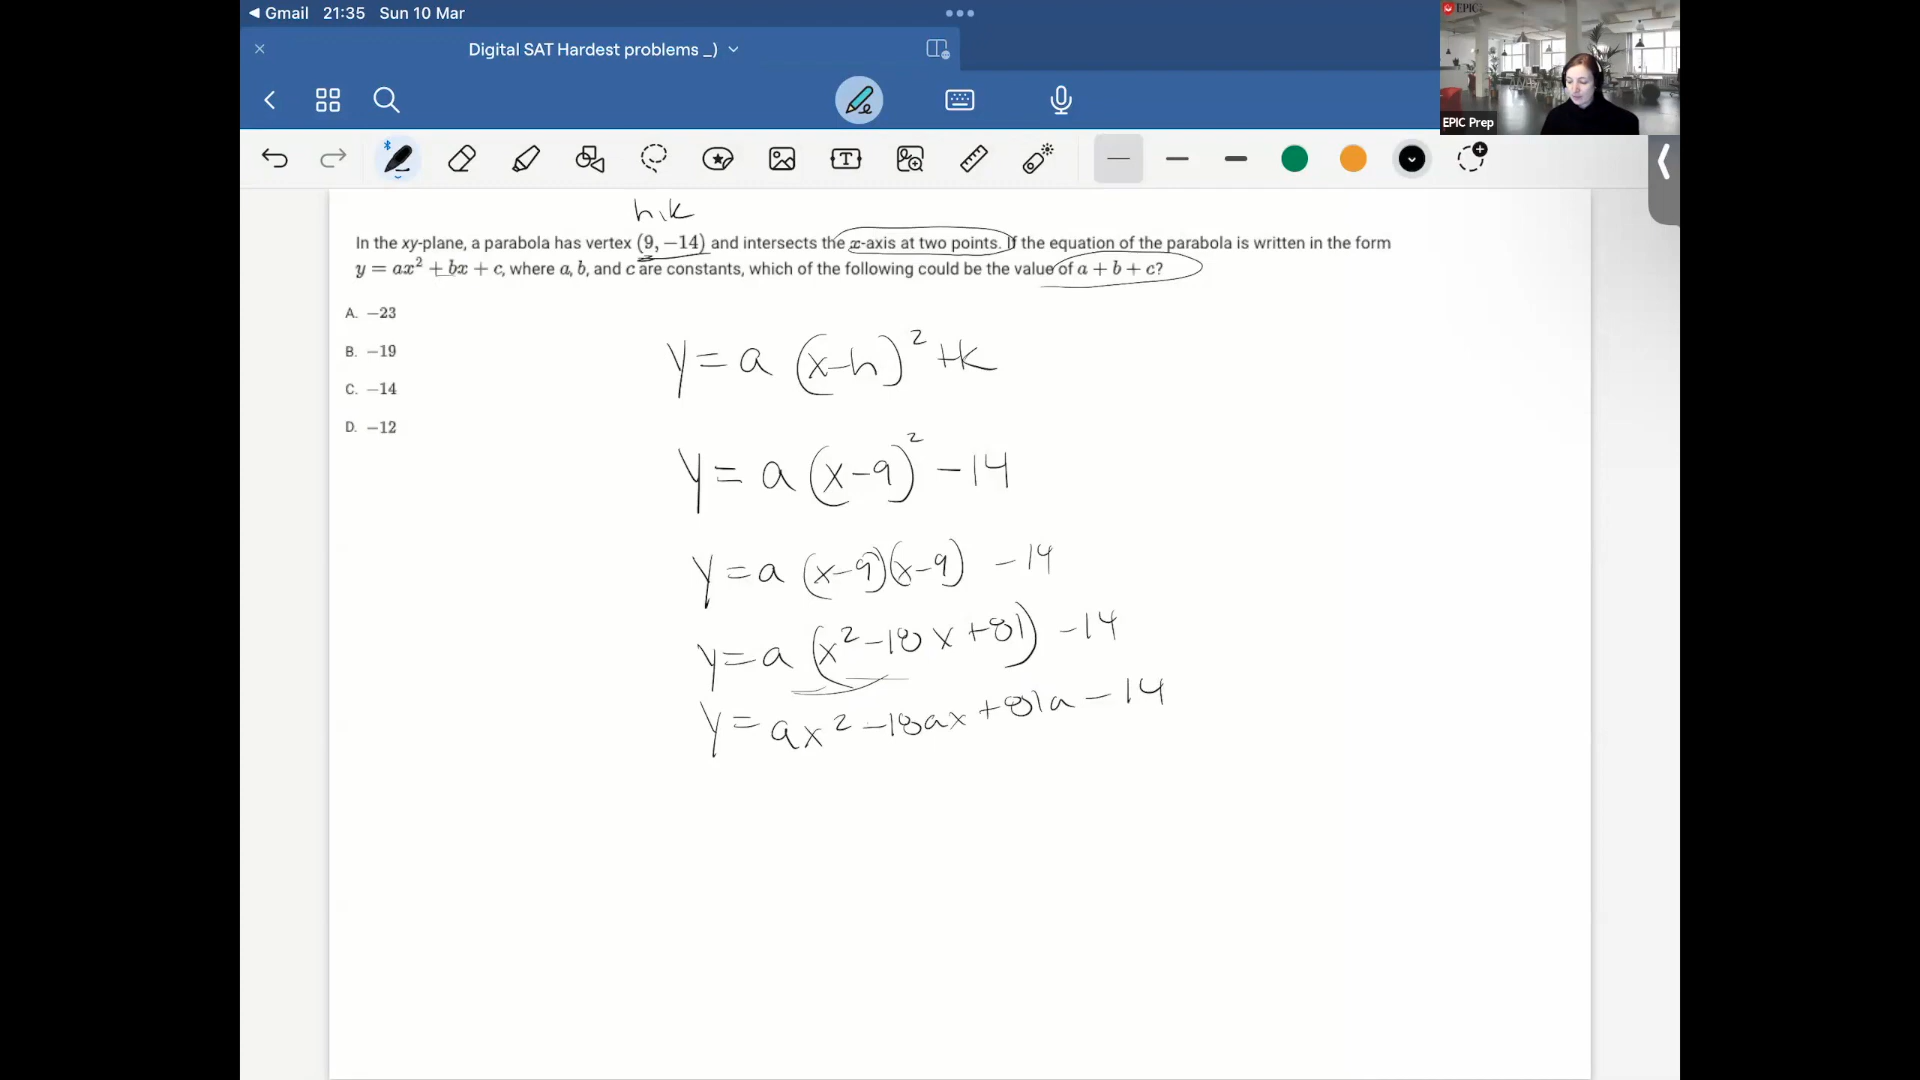 Gmail 21:35 Sun 10 Mar
Digital SAT Hardest problems _)
EPIC
EPIC Prep
h,k
In the xy-plane, a parabola has vertex (9, −14) and intersects the x-axis at two points. If the equation of the parabola is written in the form
y = ax² + bx + c, where a, b, and c are constants, which of the following could be the value of a + b + c?
A. −23
B. −19
C. −14
D. −12
y = a (x-h)² + k
y = a (x-9)² - 14
y = a (x-9)(x-9) - 14
y = a (x² - 18x + 81) - 14
y = ax² - 18ax + 81a - 14